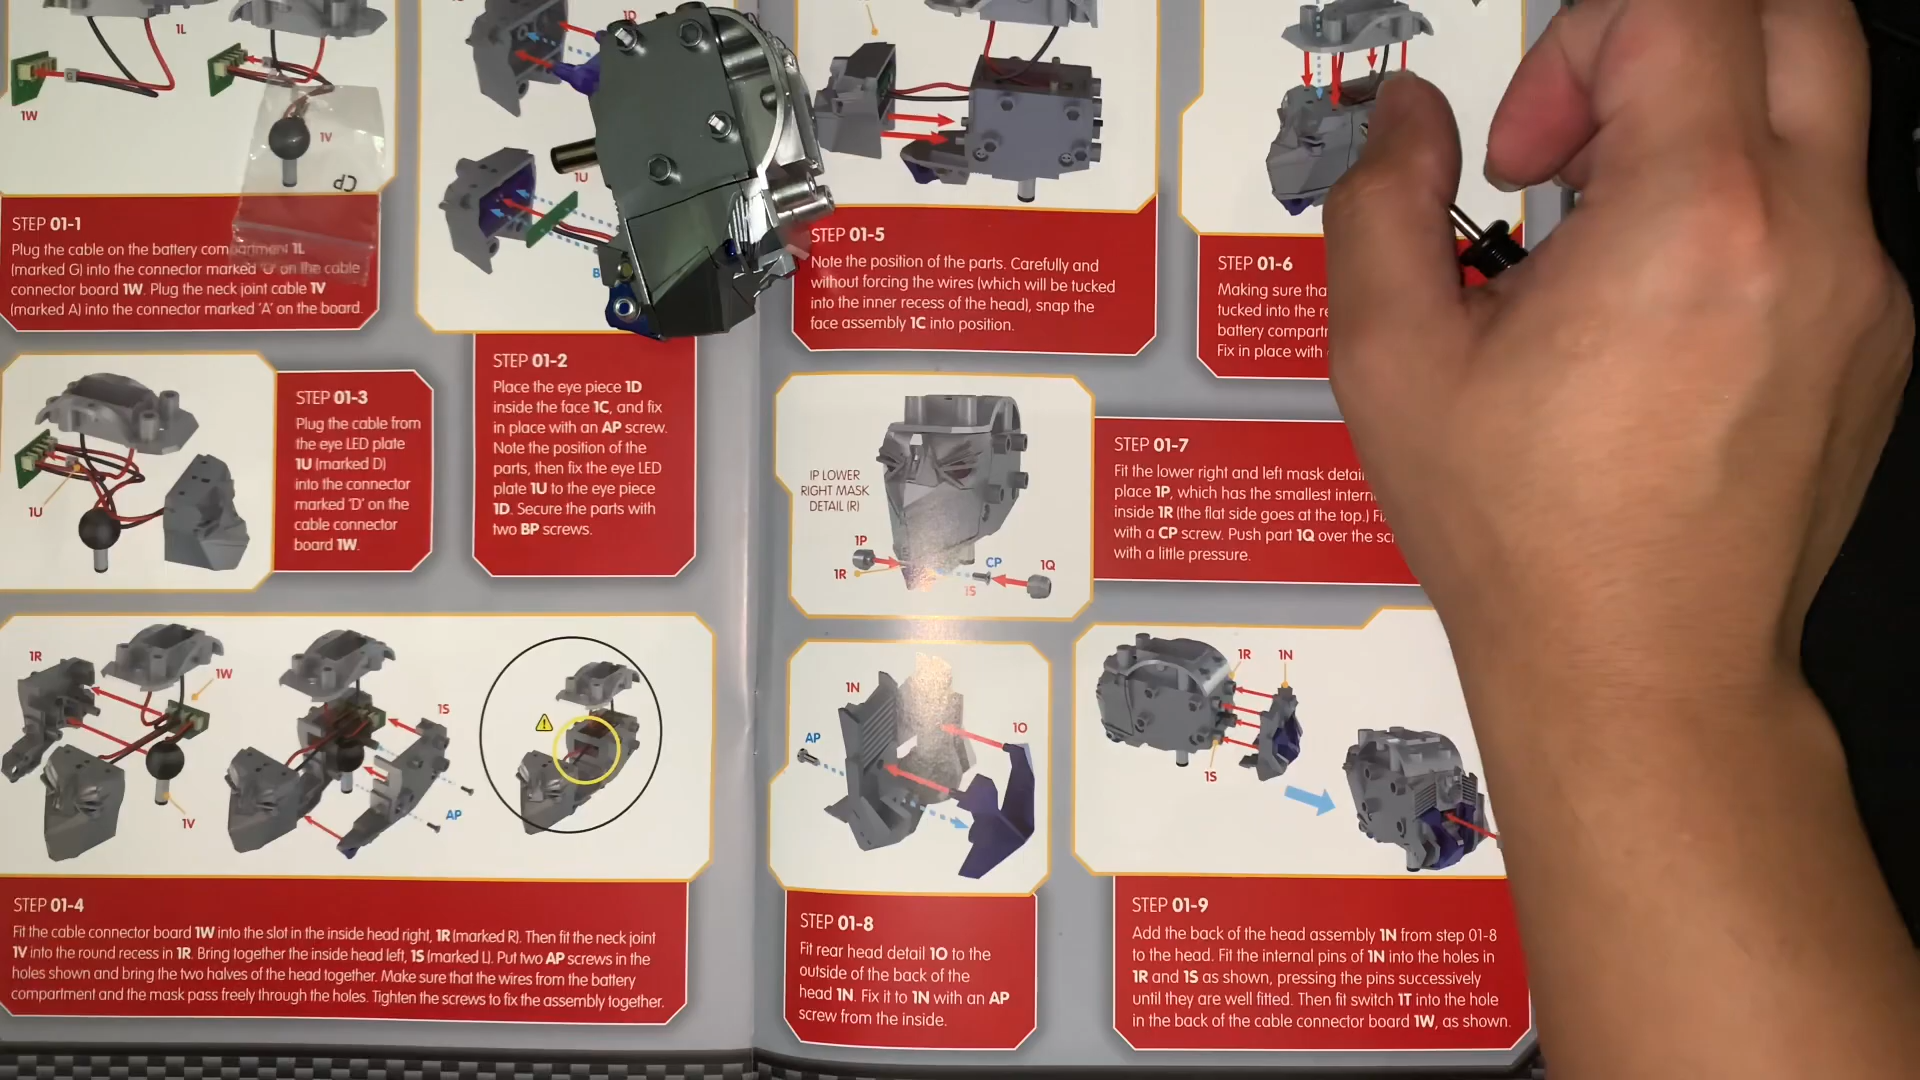 1L
1W
1V
CP
STEP 01-1
Plug the cable on the battery compartment 1L
(marked G) into the connector marked 'G' on the cable
connector board 1W. Plug the neck joint cable 1V
(marked A) into the connector marked 'A' on the board.
1D
1U
B
STEP 01-2
Place the eye piece 1D
inside the face 1C, and fix
in place with an AP screw.
Note the position of the
parts, then fix the eye LED
plate 1U to the eye piece
1D. Secure the parts with
two BP screws.
1U
STEP 01-3
Plug the cable from
the eye LED plate
1U (marked D)
into the connector
marked 'D' on the
cable connector
board 1W.
1R
1W
1S
1V
AP
STEP 01-4
Fit the cable connector board 1W into the slot in the inside head right, 1R (marked R). Then fit the neck joint
1V into the round recess in 1R. Bring together the inside head left, 1S (marked L). Put two AP screws in the
holes shown and bring the two halves of the head together. Make sure that the wires from the battery
compartment and the mask pass freely through the holes. Tighten the screws to fix the assembly together.
STEP 01-5
Note the position of the parts. Carefully and
without forcing the wires (which will be tucked
into the inner recess of the head), snap the
face assembly 1C into position.
STEP 01-6
Making sure tha
tucked into the re
battery compartr
Fix in place with
1P LOWER
RIGHT MASK
DETAIL (R)
1P
1R
CP
1S
1Q
STEP 01-7
Fit the lower right and left mask detai
place 1P, which has the smallest intern
inside 1R (the flat side goes at the top.) Fi
with a CP screw. Push part 1Q over the scr
with a little pressure.
1N
1O
AP
STEP 01-8
Fit rear head detail 1O to the
outside of the back of the
head 1N. Fix it to 1N with an AP
screw from the inside.
1R
1N
1S
STEP 01-9
Add the back of the head assembly 1N from step 01-8
to the head. Fit the internal pins of 1N into the holes in
1R and 1S as shown, pressing the pins successively
until they are well fitted. Then fit switch 1T into the hole
in the back of the cable connector board 1W, as shown.